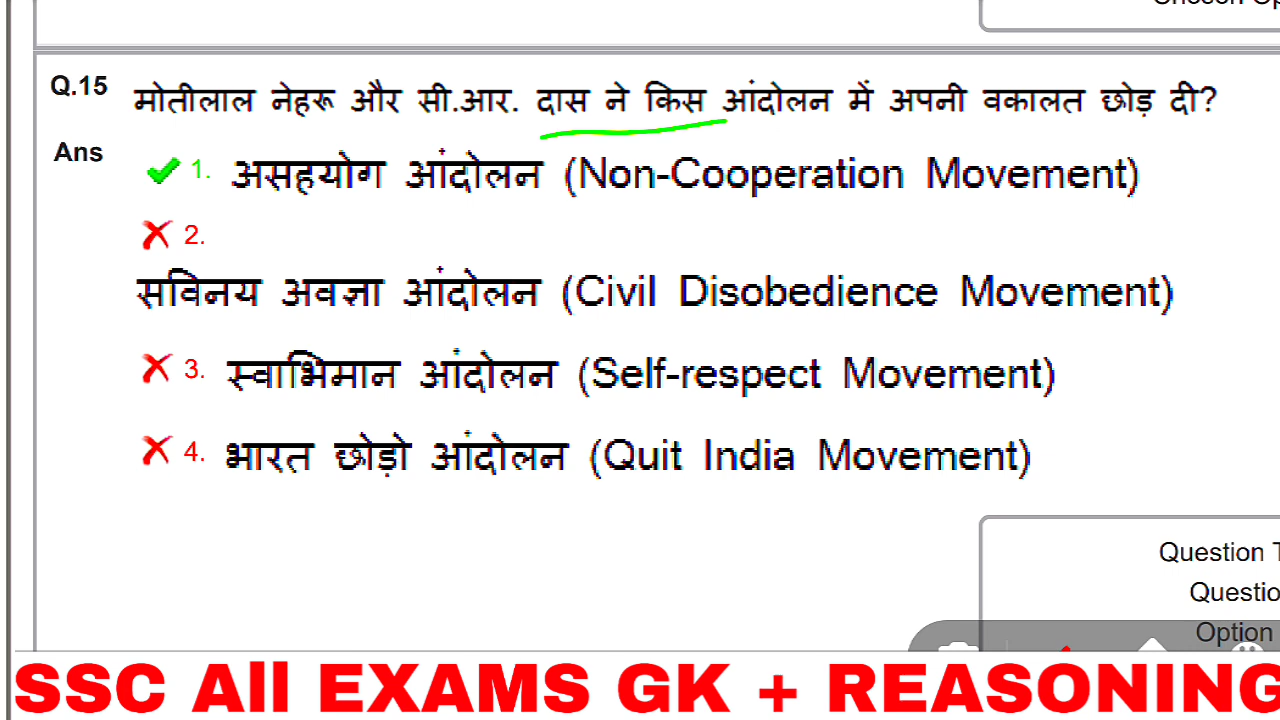 Q.15 मोतीलाल नेहरू और सी.आर. दास ने किस आंदोलन में अपनी वकालत छोड़ दी?
Ans
1. असहयोग आंदोलन (Non-Cooperation Movement)
2.
सविनय अवज्ञा आंदोलन (Civil Disobedience Movement)
3. स्वाभिमान आंदोलन (Self-respect Movement)
4. भारत छोड़ो आंदोलन (Quit India Movement)
Question
Option
SSC All EXAMS GK + REASONING